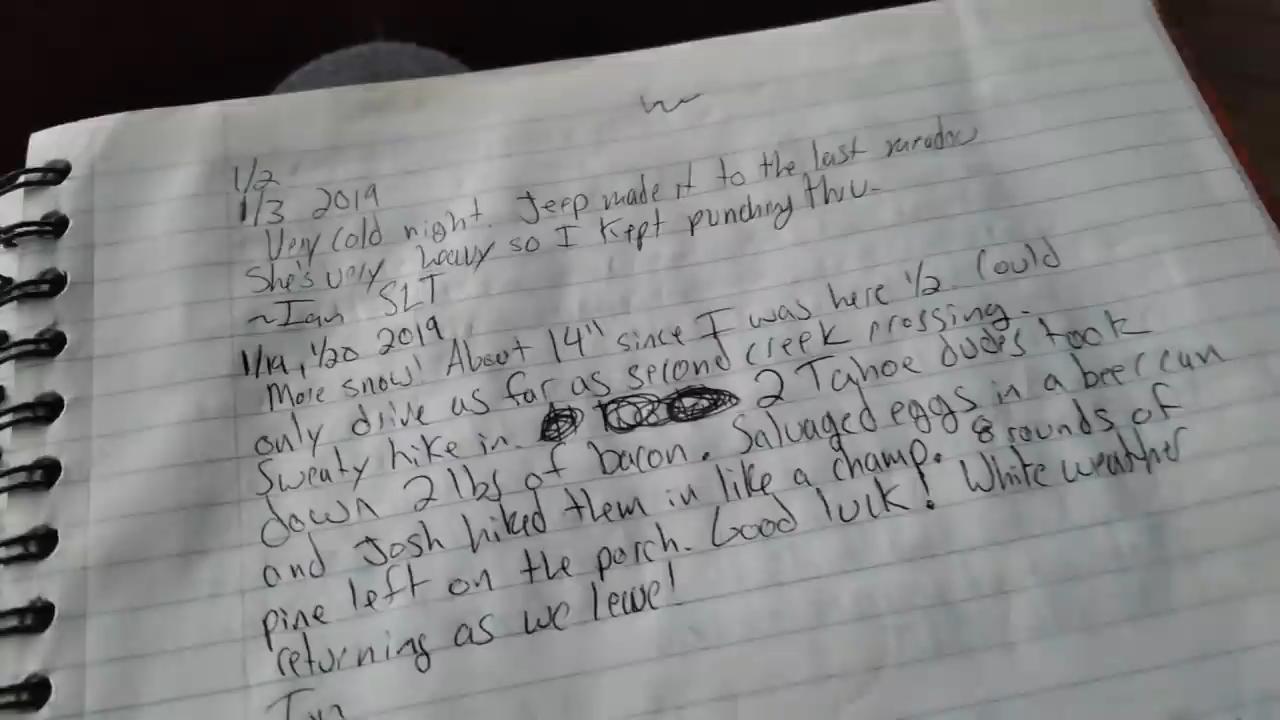 1/2
1/3 2019
Very cold night. Jeep made it to the last meadow
She's very heavy so I kept punching thru.
~Ian SLT
1/19, 1/20 2019
More snow! About 14" since I was here 1/2. Could
only drive as far as second creek crossing.
Sweaty hike in. 2 Tahoe dudes took
down 2 lbs of bacon. Salvaged eggs in a beer can
and Josh hiked them in like a champ. 8 rounds of
pine left on the porch. Good luck! White weather
returning as we leave!
Ian